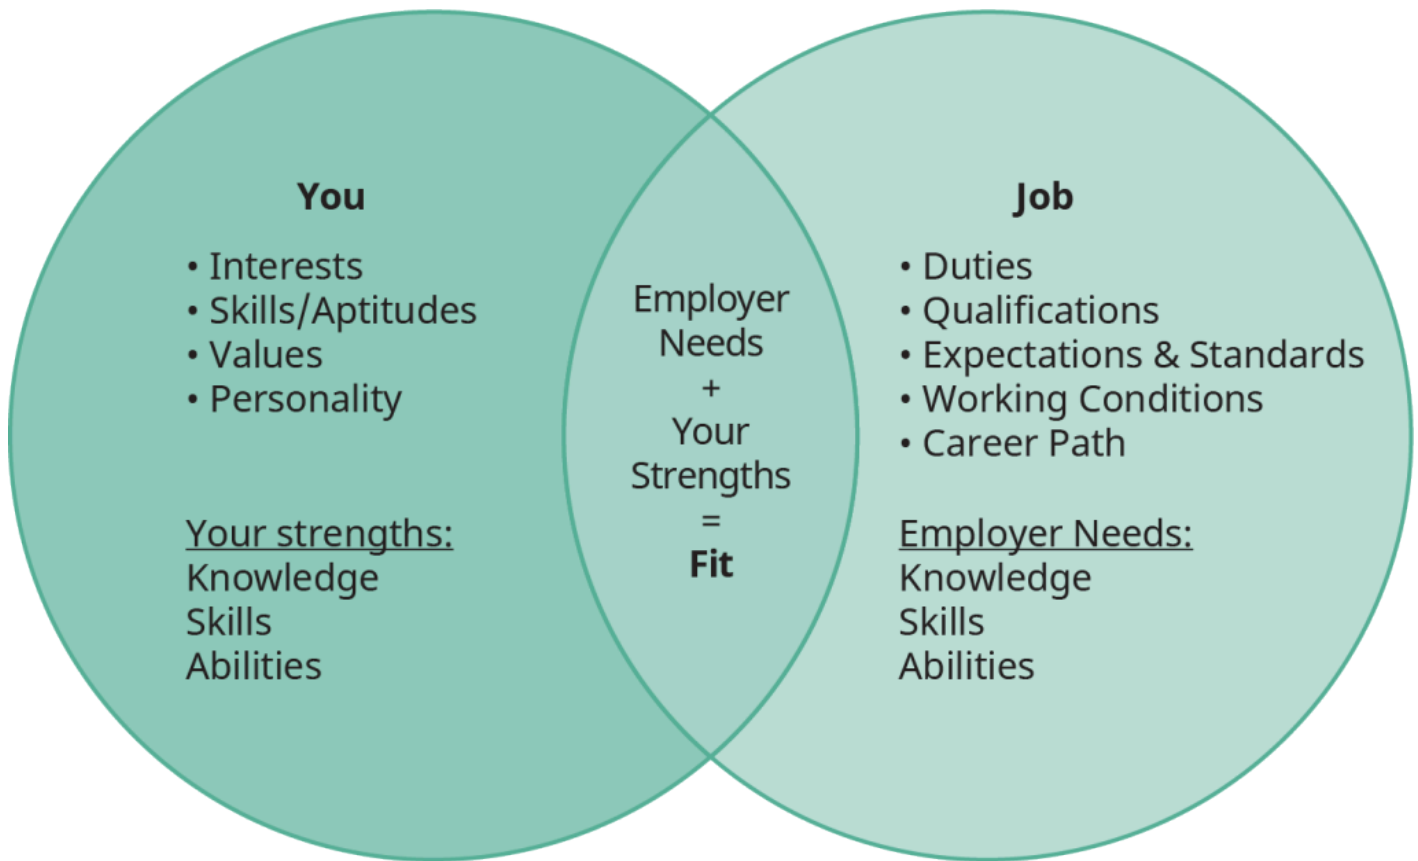 You
• Interests
• Skills/Aptitudes
• Values
• Personality
Your strengths:
Knowledge
Skills
Abilities
Employer
Needs
+
Your
Strengths
=
Fit
Job
• Duties
• Qualifications
• Expectations & Standards
• Working Conditions
• Career Path
Employer Needs:
Knowledge
Skills
Abilities